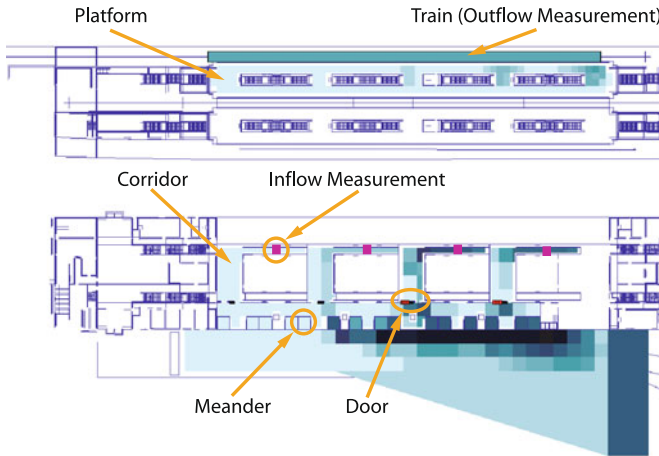 Platform
Train (Outflow Measurement)
Corridor
Inflow Measurement
Meander
Door